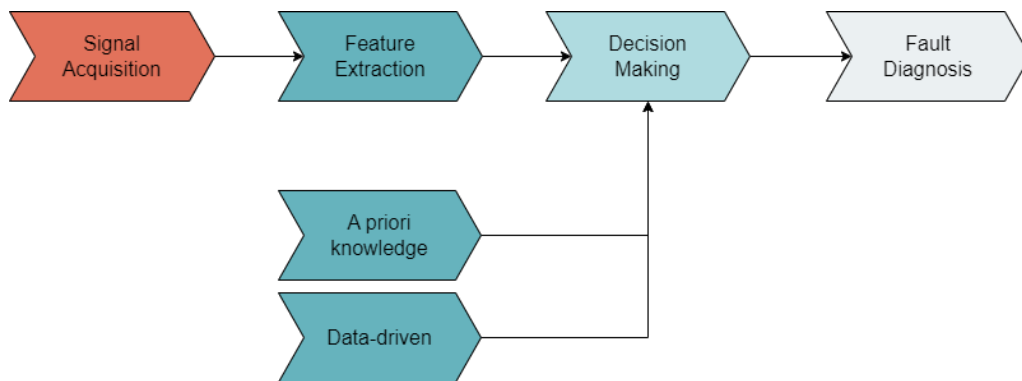 Signal
Acquisition
Feature
Extraction
Decision
Making
Fault
Diagnosis
A priori
knowledge
Data-driven